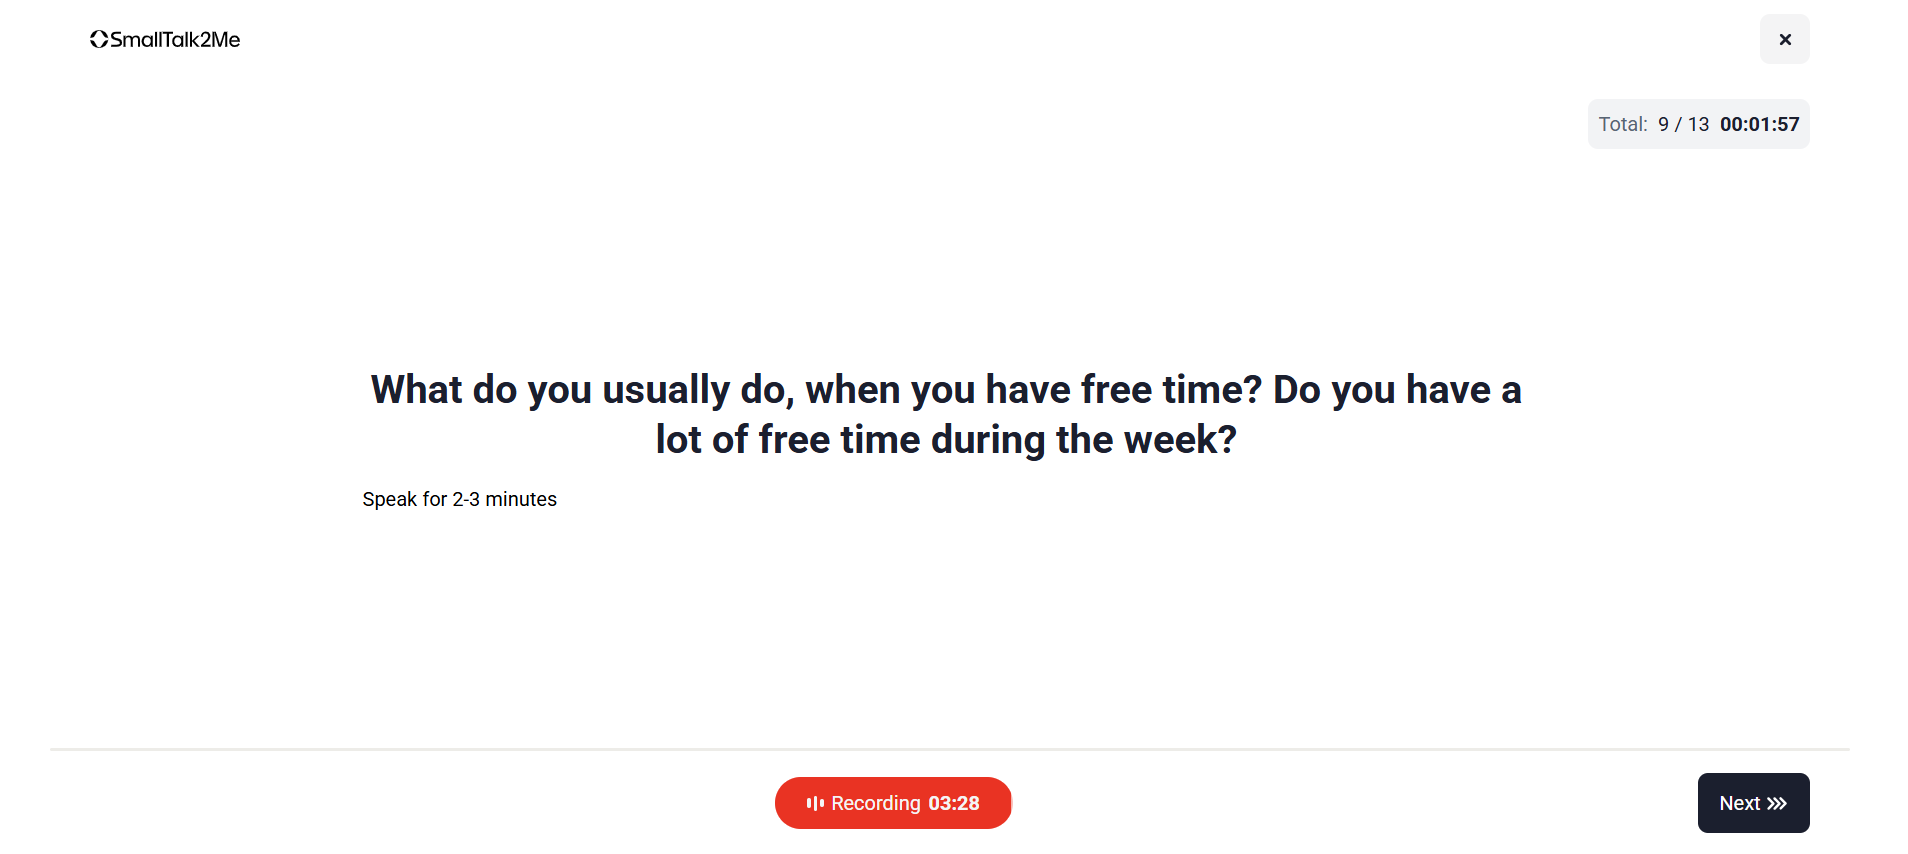 SmallTalk2Me
Total: 9 / 13 00:01:57
What do you usually do, when you have free time? Do you have a
lot of free time during the week?
Speak for 2-3 minutes
Recording 03:28
Next